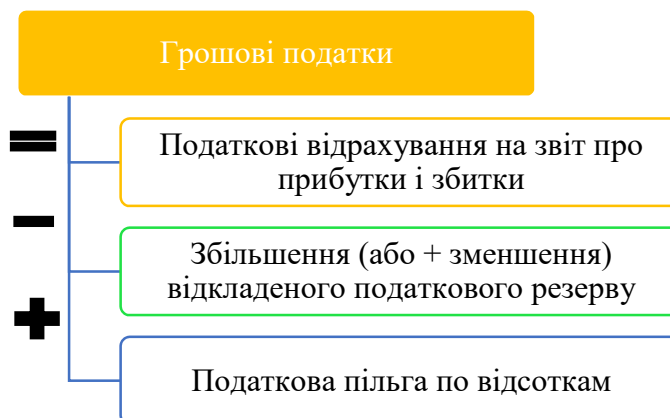 Грошові податки
=
Податкові відрахування на звіт про
прибутки і збитки
−
Збільшення (або + зменшення)
відкладеного податкового резерву
+
Податкова пільга по відсоткам